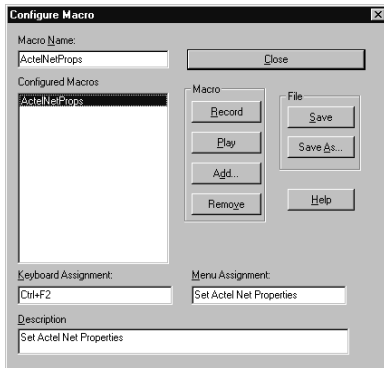 Configure Macro
Macro Name:
ActelNetProps
Close
Configured Macros
ActelNetProps
Macro
Record
Play
Add...
Remove
File
Save
Save As...
Help
Keyboard Assignment:
Ctrl+F2
Menu Assignment:
Set Actel Net Properties
Description
Set Actel Net Properties